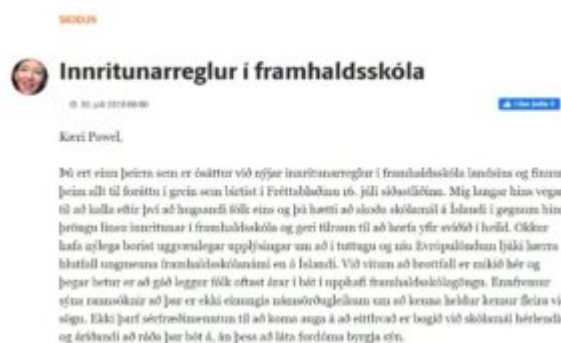 SKOÐUN
Innritunarreglur í framhaldsskóla
Kæri Pawel,
Þú ert einn þeirra sem er ósáttur við nýjar innritunarreglur í framhaldsskóla landsins og finnur
þeim allt til foráttu í grein sem birtist í Fréttablaðinu 16. júlí síðastliðinn. Mig langar hins vegar
til að kalla eftir því að hugsandi fólk eins og þú hætti að skoða skólamál á Íslandi í gegnum hina
þröngu linsu innritunar í framhaldsskóla og geri tilraun til að horfa yfir sviðið í heild. Okkur
hafa nýlega borist uggvænlegar upplýsingar um að í tuttugu og níu Evrópulöndum ljúki hærra
hlutfall ungmenna framhaldsskólanámi en á Íslandi. Við vitum að brottfall er mikið hér og
þegar betur er að gáð leggur fólk oftast árar í bát í upphafi framhaldsskólagöngu. Ennfremur
sýna rannsóknir að þar er ekki einungis námsörðugleikum um að kenna heldur kemur fleira við
sögu. Ekki þarf sérfræðimenntun til að koma auga á að eitthvað er bogið við skólamál hérlendis
og áríðandi að ráða þar bót á, án þess að láta fordóma byrgja sýn.